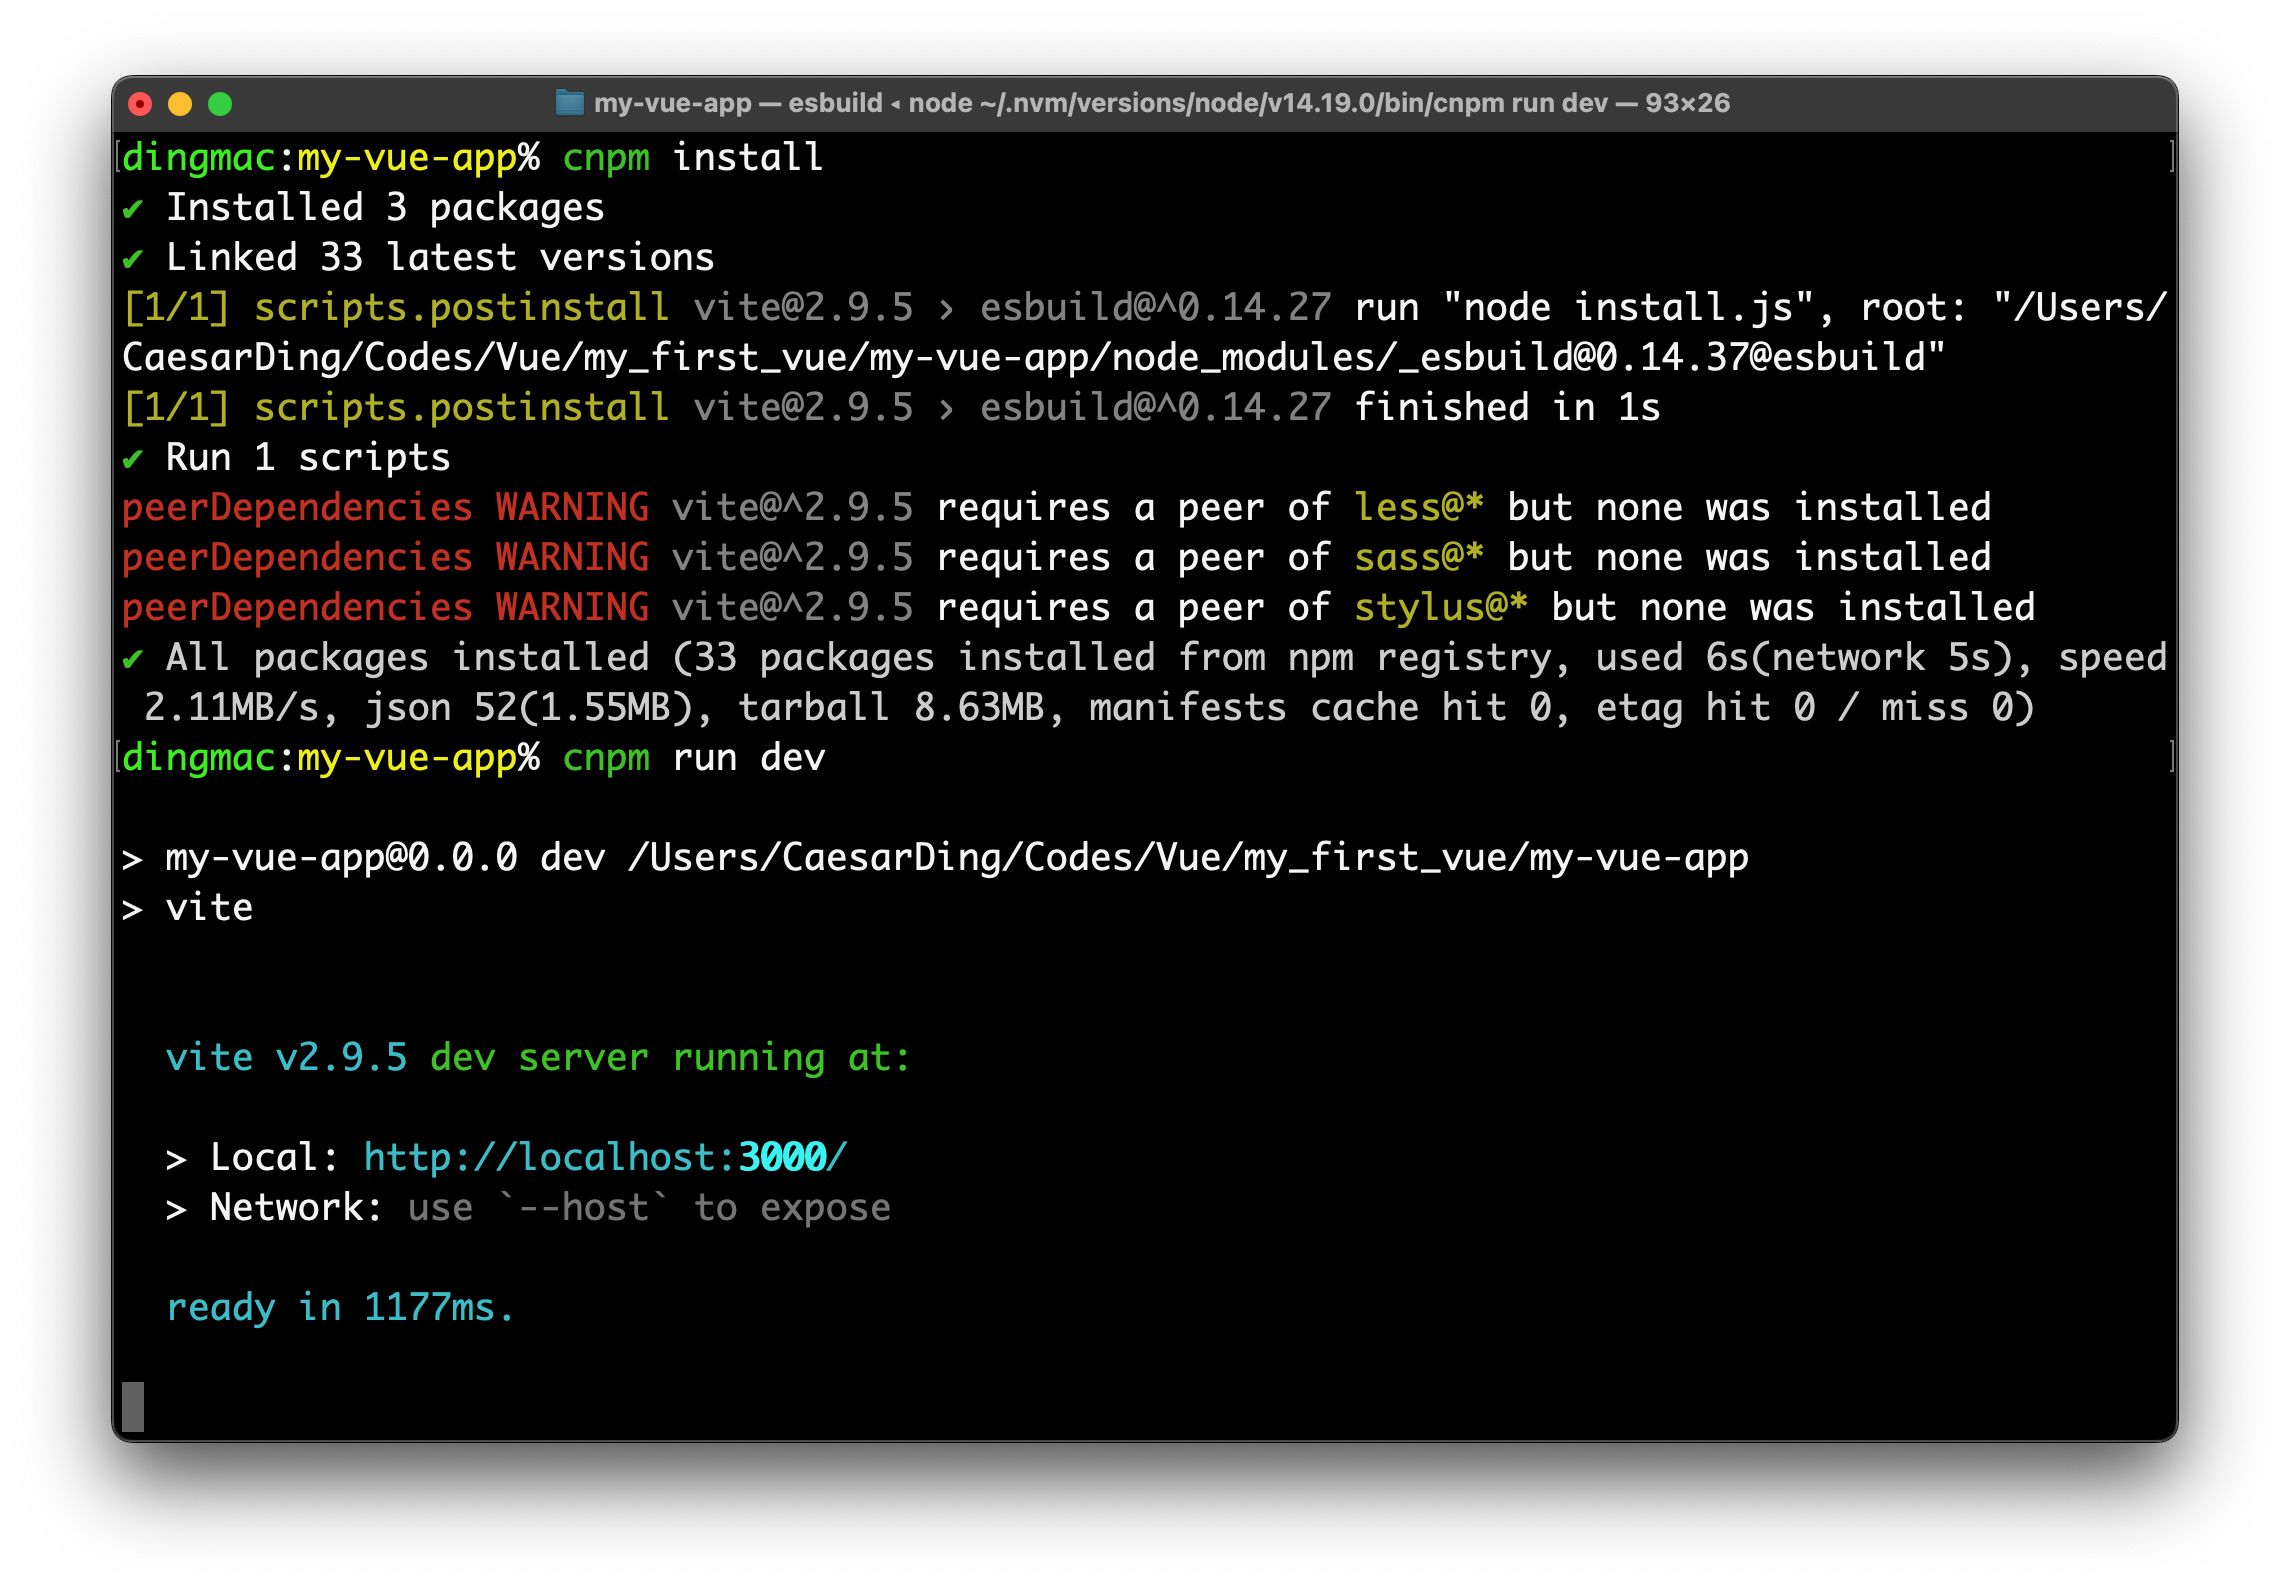 my-vue-app — esbuild ◂ node ~/.nvm/versions/node/v14.19.0/bin/cnpm run dev — 93×26
[dingmac:my-vue-app% cnpm install ]
✔ Installed 3 packages
✔ Linked 33 latest versions
[1/1] scripts.postinstall vite@2.9.5 › esbuild@^0.14.27 run "node install.js", root: "/Users/
CaesarDing/Codes/Vue/my_first_vue/my-vue-app/node_modules/_esbuild@0.14.37@esbuild"
[1/1] scripts.postinstall vite@2.9.5 › esbuild@^0.14.27 finished in 1s
✔ Run 1 scripts
peerDependencies WARNING vite@^2.9.5 requires a peer of less@* but none was installed
peerDependencies WARNING vite@^2.9.5 requires a peer of sass@* but none was installed
peerDependencies WARNING vite@^2.9.5 requires a peer of stylus@* but none was installed
✔ All packages installed (33 packages installed from npm registry, used 6s(network 5s), speed
2.11MB/s, json 52(1.55MB), tarball 8.63MB, manifests cache hit 0, etag hit 0 / miss 0)
[dingmac:my-vue-app% cnpm run dev ]
> my-vue-app@0.0.0 dev /Users/CaesarDing/Codes/Vue/my_first_vue/my-vue-app
> vite
vite v2.9.5 dev server running at:
> Local: http://localhost:3000/
> Network: use `--host` to expose
ready in 1177ms.